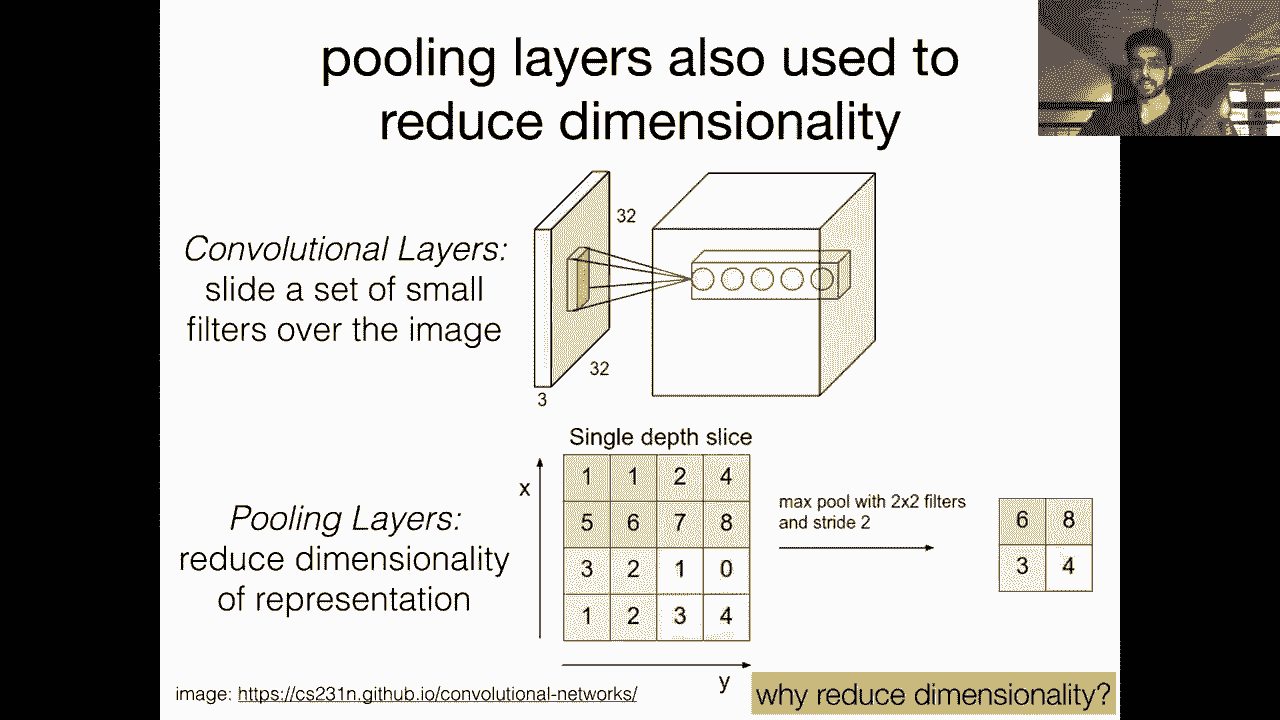 pooling layers also used to
reduce dimensionality
Convolutional Layers:
slide a set of small
filters over the image
32
32
3
Single depth slice
x
1 1 2 4
5 6 7 8
3 2 1 0
1 2 3 4
y
Pooling Layers:
reduce dimensionality
of representation
max pool with 2x2 filters
and stride 2
6 8
3 4
image: https://cs231n.github.io/convolutional-networks/
why reduce dimensionality?